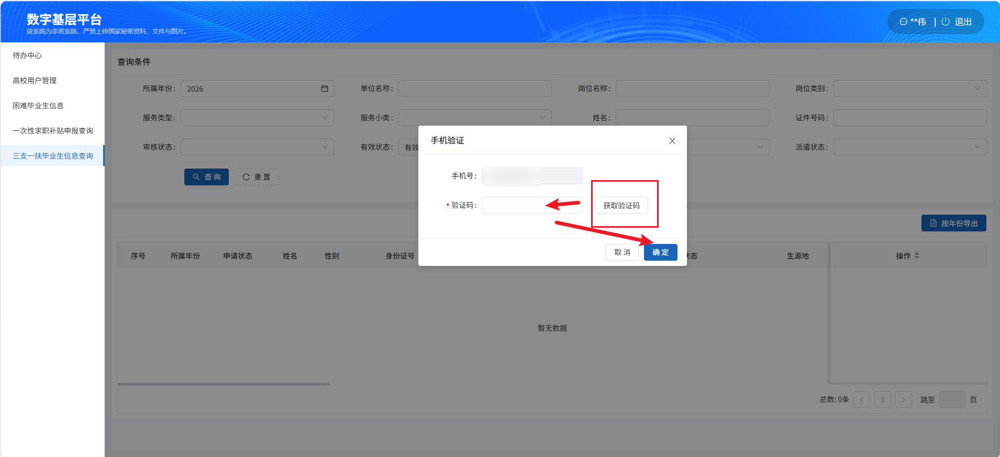 数字基层平台
该系统为非密系统，严禁上传国家秘密资料、文件与图片。
**伟 | 退出
待办中心
高校用户管理
困难毕业生信息
一次性求职补贴申报查询
三支一扶毕业生信息查询
查询条件
所属年份： 2026 单位名称： 岗位名称： 岗位类别：
服务类型： 服务小类： 姓名： 证件号码：
审核状态： 有效状态： 有效 派遣状态：
查 询 重 置
手机验证
手机号：
* 验证码： 获取验证码
取 消 确 定
按年份导出
序号 所属年份 申请状态 姓名 性别 身份证号 状态 生源地 操作
暂无数据
总数: 0条 < 0 > 跳至 页